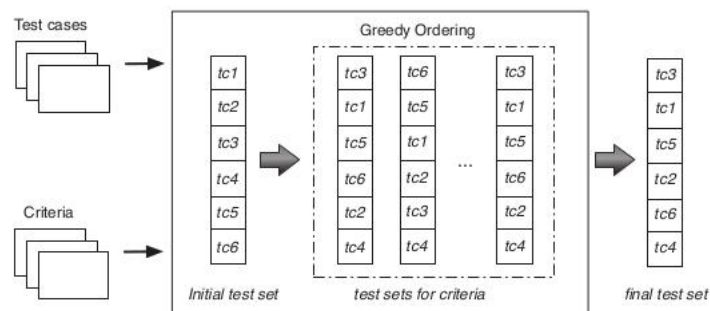 Test cases
Criteria
Greedy Ordering
tc1
tc2
tc3
tc4
tc5
tc6
Initial test set
tc3
tc1
tc5
tc6
tc2
tc4
tc6
tc5
tc1
tc2
tc3
tc4
...
tc3
tc1
tc5
tc6
tc2
tc4
test sets for criteria
tc3
tc1
tc5
tc2
tc6
tc4
final test set